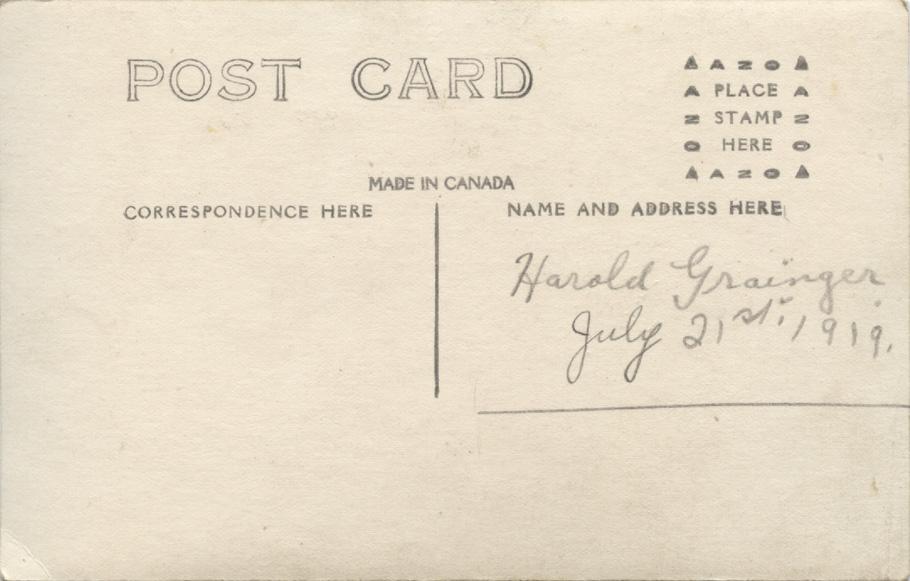 POST CARD
AZO
A PLACE A
Z STAMP Z
O HERE O
AZO
MADE IN CANADA
CORRESPONDENCE HERE
NAME AND ADDRESS HERE
Harold Grainger
July 21st, 1919.